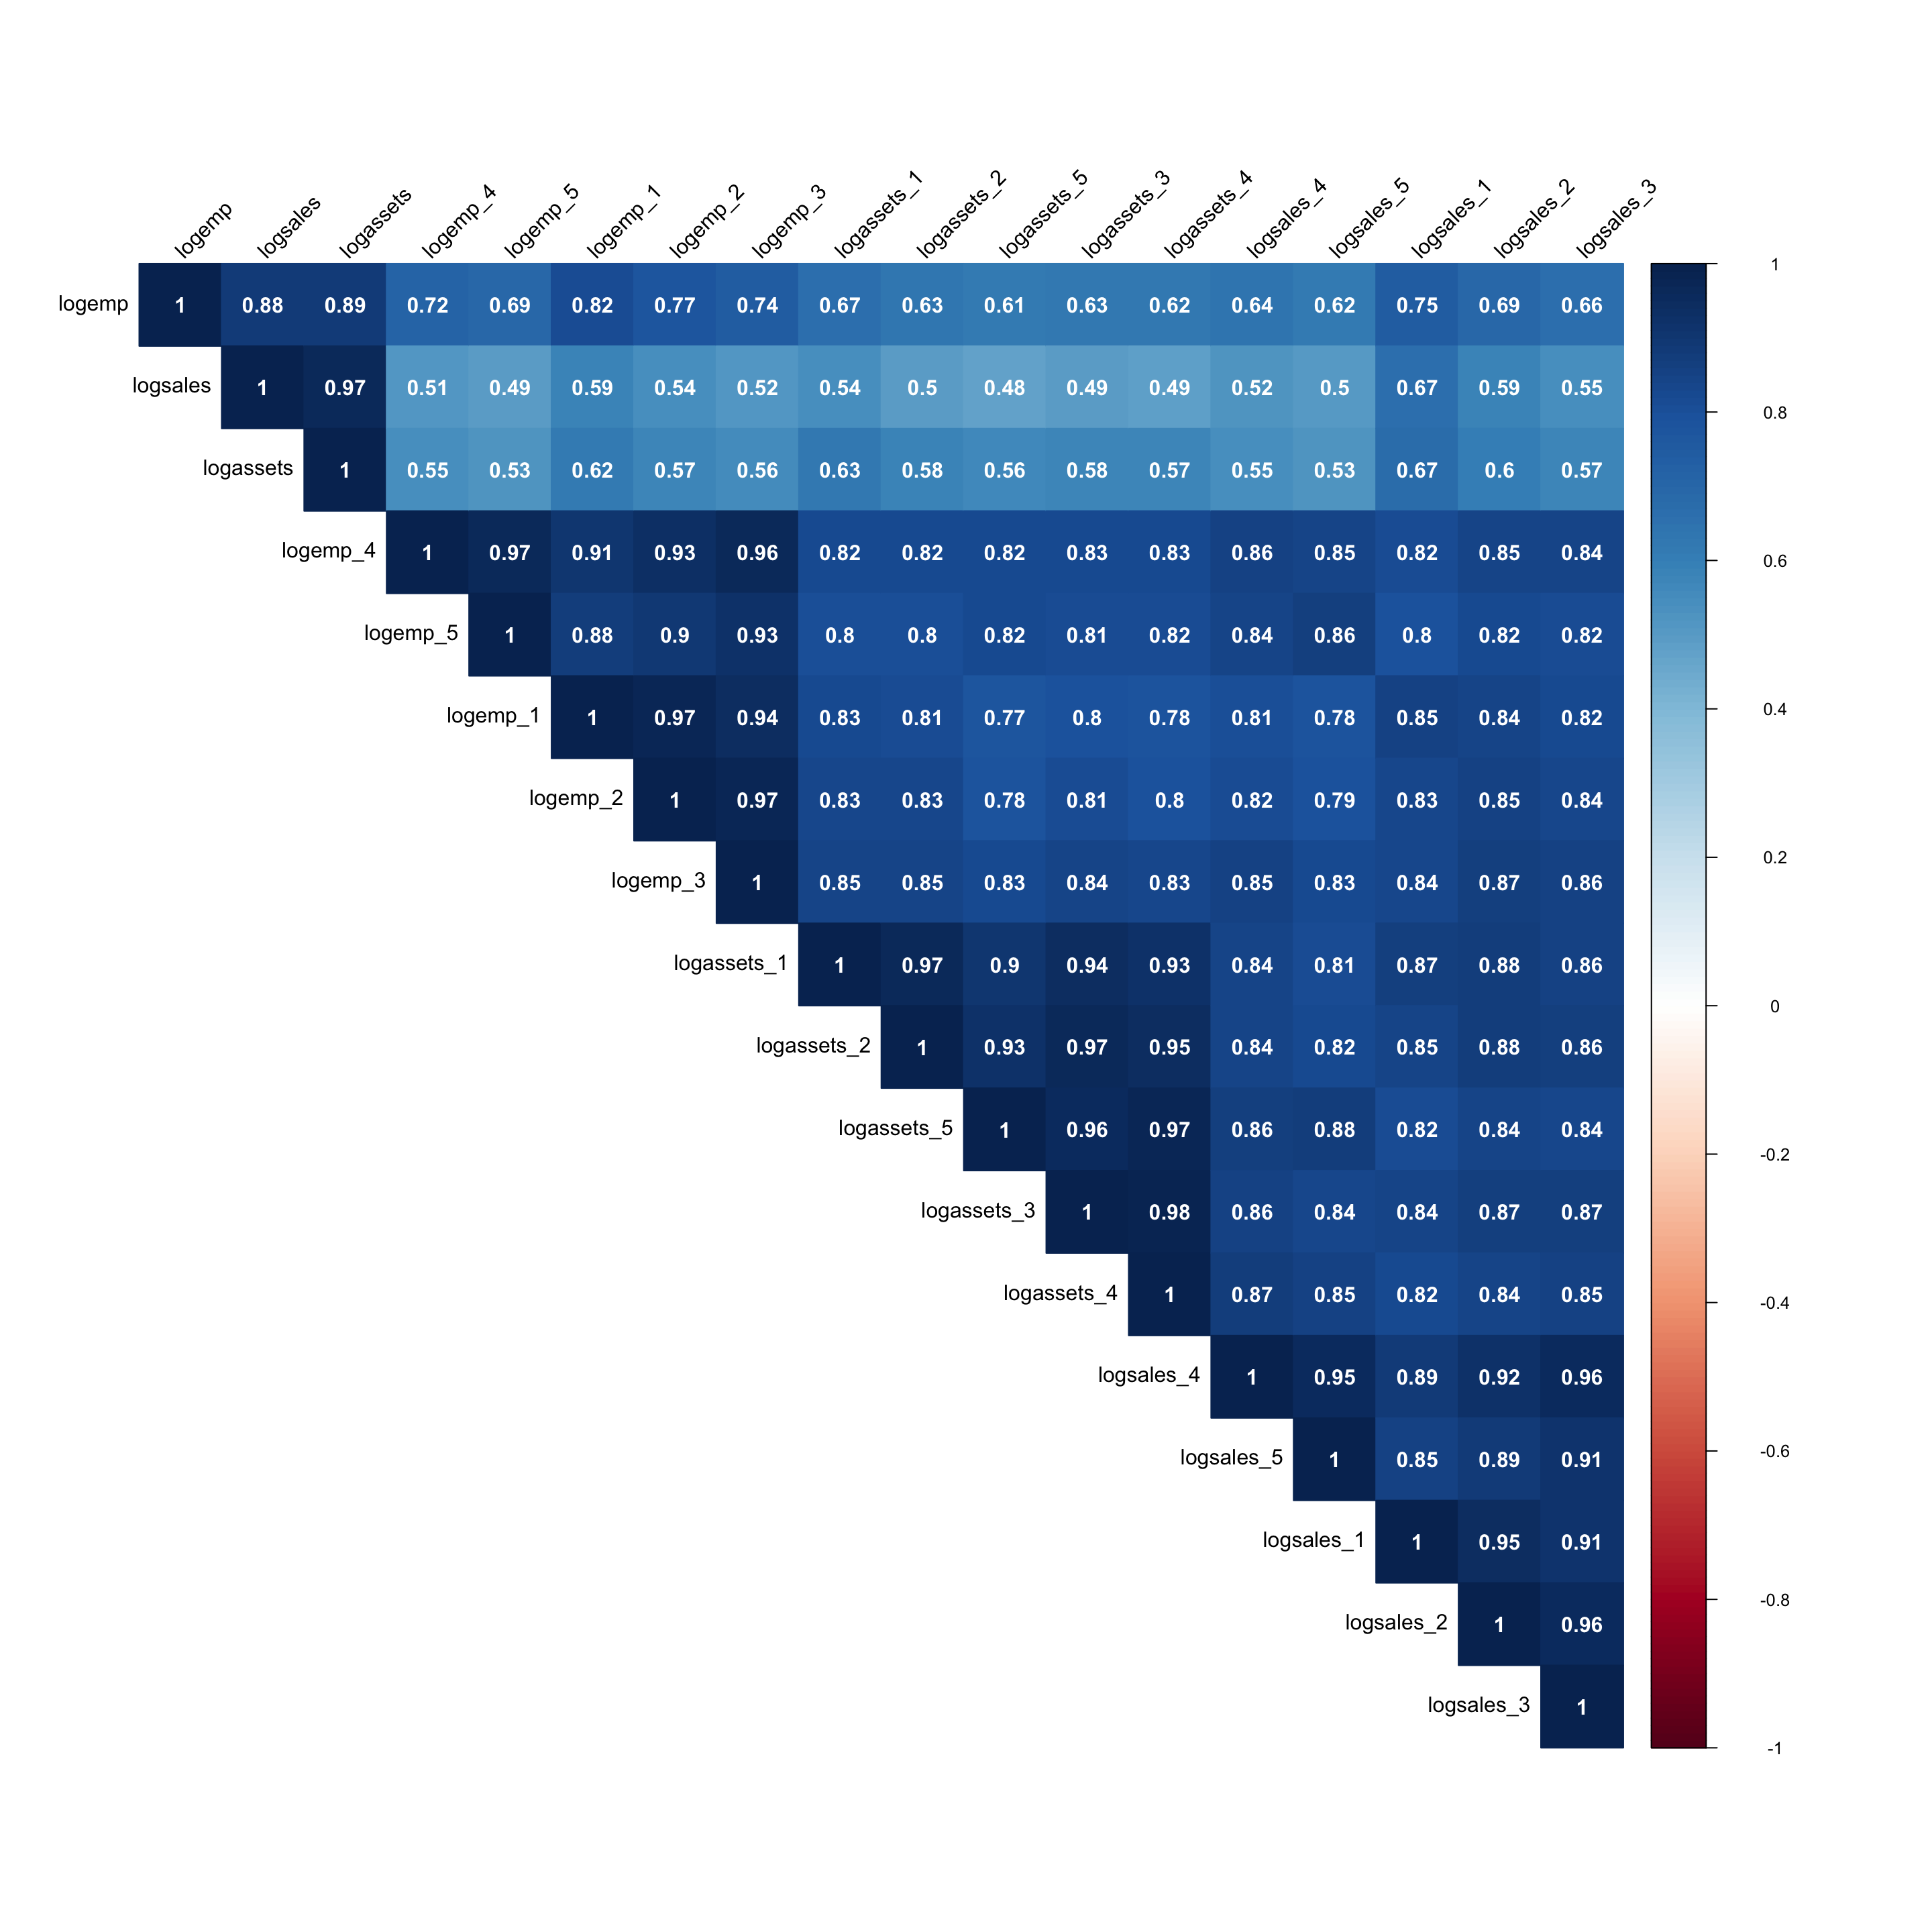 logemp logsales logassets logemp_4 logemp_5 logemp_1 logemp_2 logemp_3 logassets_1 logassets_2 logassets_5 logassets_3 logassets_4 logsales_4 logsales_5 logsales_1 logsales_2 logsales_3
logemp 1 0.88 0.89 0.72 0.69 0.82 0.77 0.74 0.67 0.63 0.61 0.63 0.62 0.64 0.62 0.75 0.69 0.66
logsales 1 0.97 0.51 0.49 0.59 0.54 0.52 0.54 0.5 0.48 0.49 0.49 0.52 0.5 0.67 0.59 0.55
logassets 1 0.55 0.53 0.62 0.57 0.56 0.63 0.58 0.56 0.58 0.57 0.55 0.53 0.67 0.6 0.57
logemp_4 1 0.97 0.91 0.93 0.96 0.82 0.82 0.82 0.83 0.83 0.86 0.85 0.82 0.85 0.84
logemp_5 1 0.88 0.9 0.93 0.8 0.8 0.82 0.81 0.82 0.84 0.86 0.8 0.82 0.82
logemp_1 1 0.97 0.94 0.83 0.81 0.77 0.8 0.78 0.81 0.78 0.85 0.84 0.82
logemp_2 1 0.97 0.83 0.83 0.78 0.81 0.8 0.82 0.79 0.83 0.85 0.84
logemp_3 1 0.85 0.85 0.83 0.84 0.83 0.85 0.83 0.84 0.87 0.86
logassets_1 1 0.97 0.9 0.94 0.93 0.84 0.81 0.87 0.88 0.86
logassets_2 1 0.93 0.97 0.95 0.84 0.82 0.85 0.88 0.86
logassets_5 1 0.96 0.97 0.86 0.88 0.82 0.84 0.84
logassets_3 1 0.98 0.86 0.84 0.84 0.87 0.87
logassets_4 1 0.87 0.85 0.82 0.84 0.85
logsales_4 1 0.95 0.89 0.92 0.96
logsales_5 1 0.85 0.89 0.91
logsales_1 1 0.95 0.91
logsales_2 1 0.96
logsales_3 1
1
0.8
0.6
0.4
0.2
0
-0.2
-0.4
-0.6
-0.8
-1